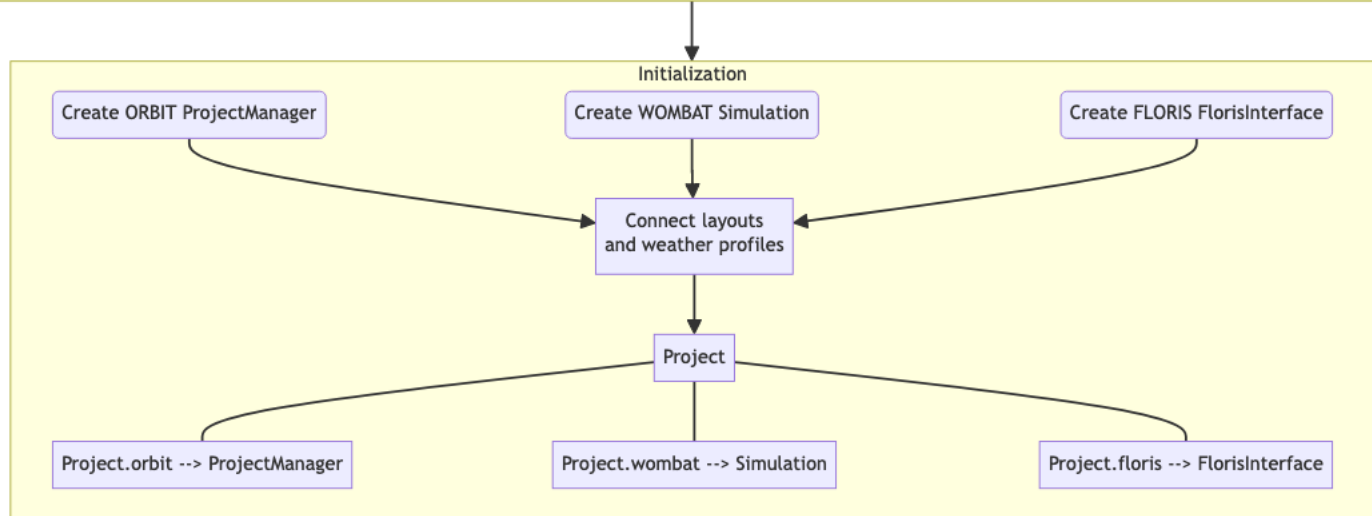 Initialization
Create ORBIT ProjectManager
Create WOMBAT Simulation
Create FLORIS FlorisInterface
Connect layouts
and weather profiles
Project
Project.orbit --> ProjectManager
Project.wombat --> Simulation
Project.floris --> FlorisInterface